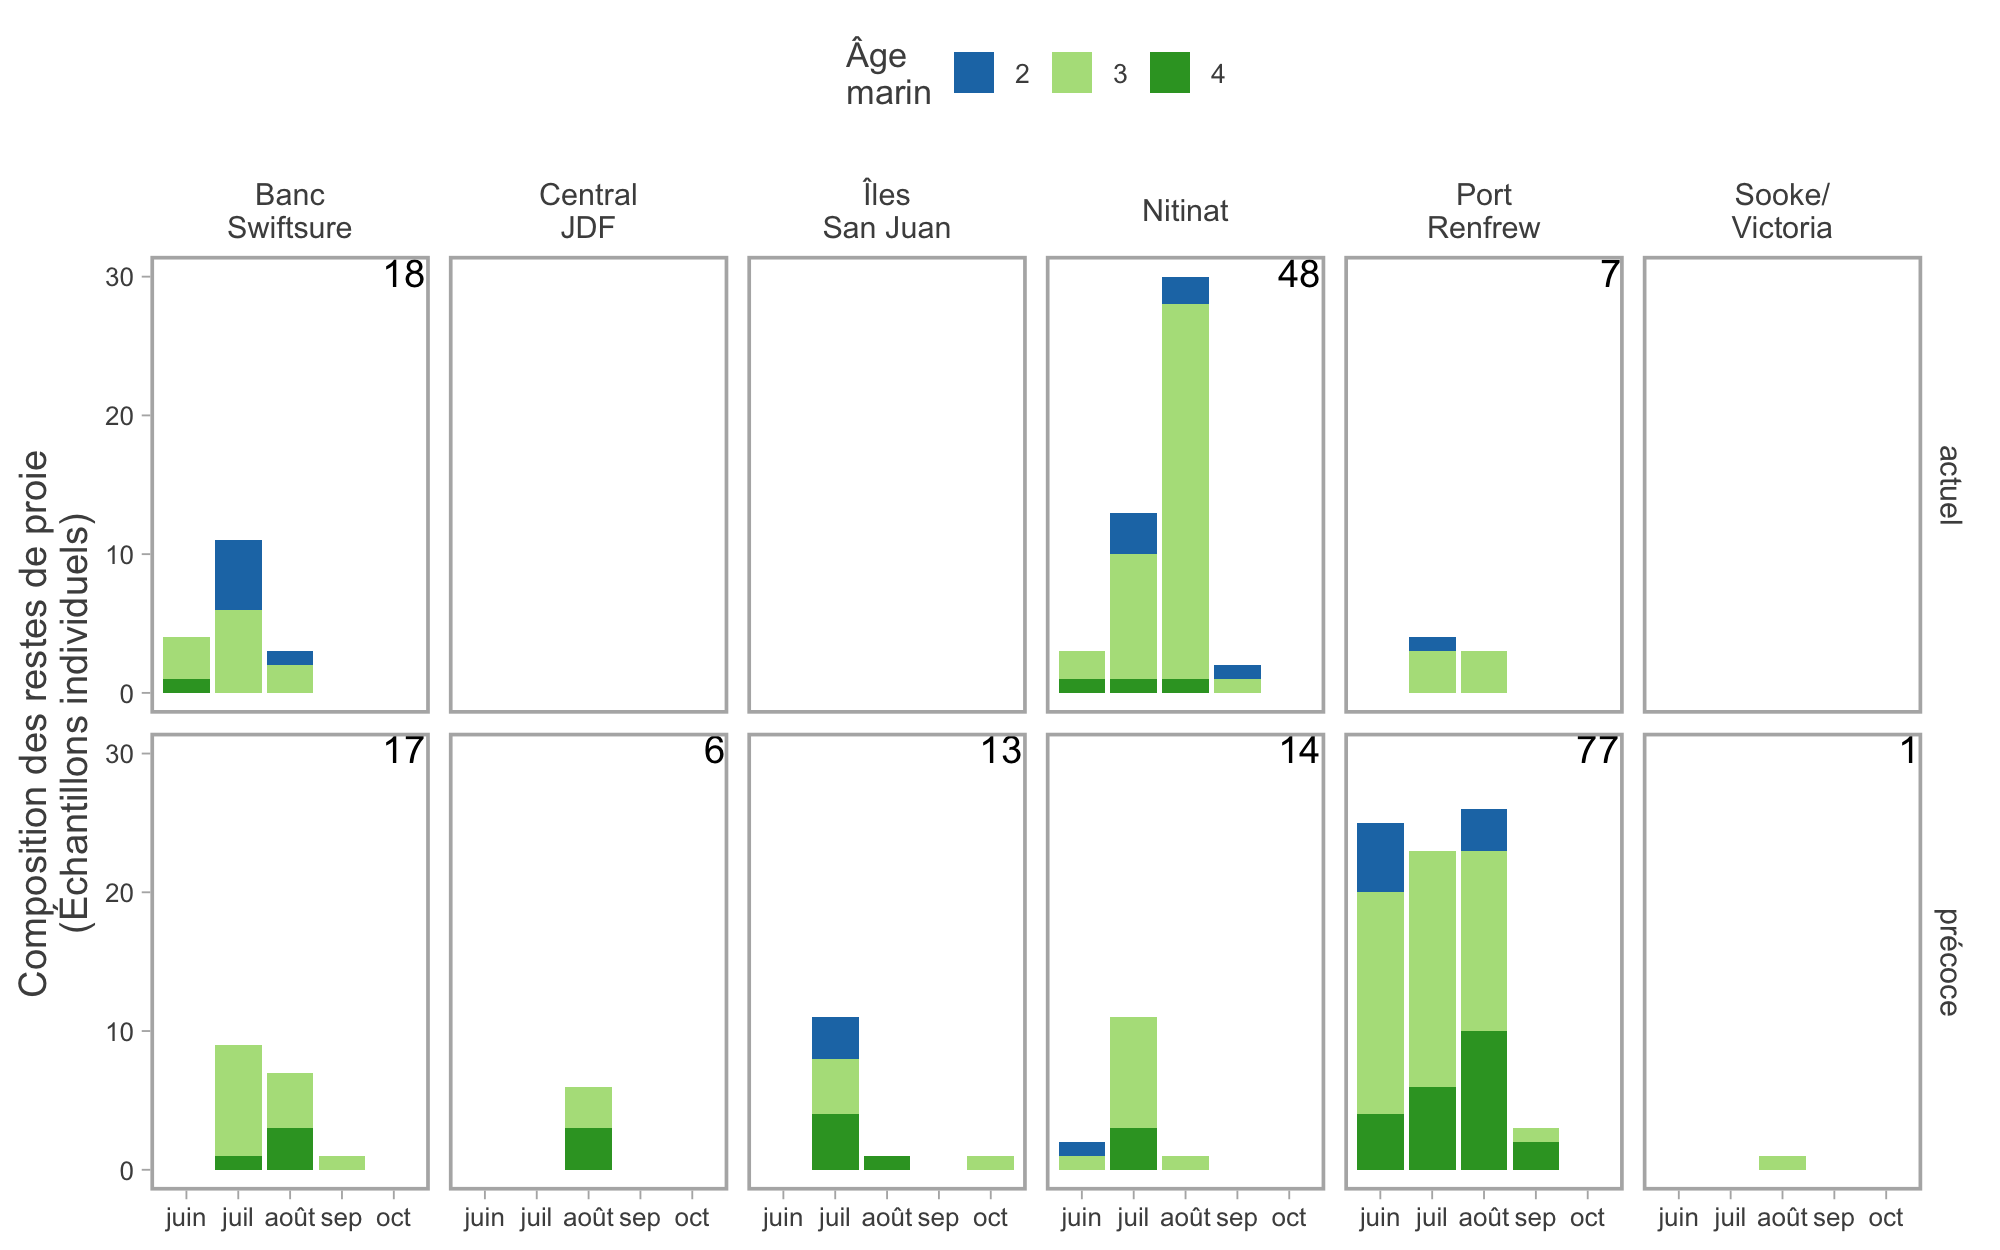 Âge
marin
2 3 4
Banc
Swiftsure
Central
JDF
Îles
San Juan
Nitinat
Port
Renfrew
Sooke/
Victoria
30
20
10
0
18
48
7
actuel
Composition des restes de proie
(Échantillons individuels)
30
20
10
0
17
6
13
14
77
1
précoce
juin juil août sep oct
juin juil août sep oct
juin juil août sep oct
juin juil août sep oct
juin juil août sep oct
juin juil août sep oct